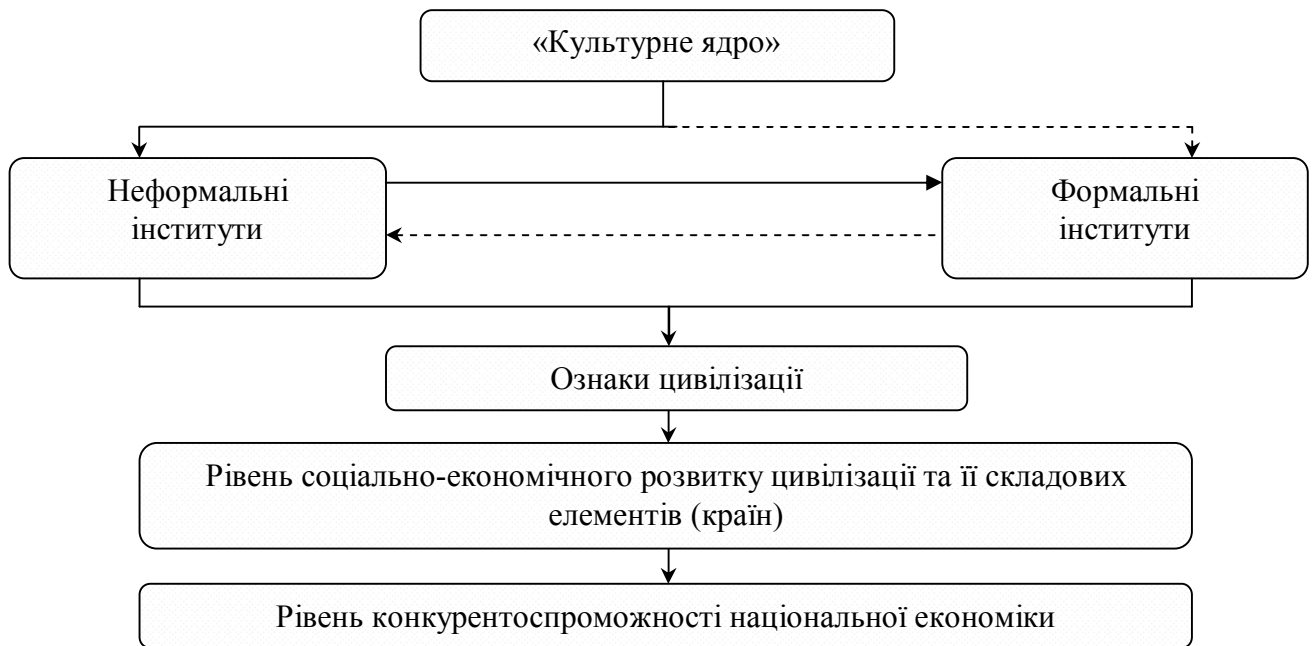 «Культурне ядро»
Неформальні
інститути
Формальні
інститути
Ознаки цивілізації
Рівень соціально-економічного розвитку цивілізації та її складових
елементів (країн)
Рівень конкурентоспроможності національної економіки